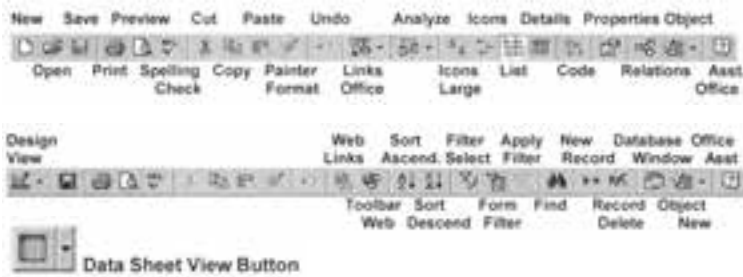 New Save Preview Cut Paste Undo Analyze Icons Details Properties Object
Open Print Spelling Copy Painter Links Icons List Code Relations Asst
Check Format Office Large Office
Design Web Sort Filter Apply New Database Office
View Links Ascend. Select Filter Record Window Asst
Toolbar Sort Form Find Record Object
Web Descend Filter Delete New
Data Sheet View Button